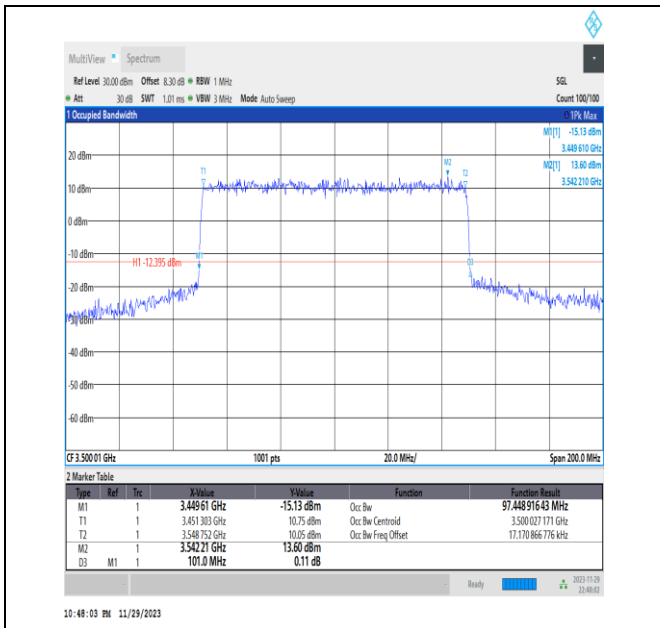 MultiView Spectrum
Ref Level 30.00 dBm Offset 8.30 dB RBW 1 MHz SGL
Att 30 dB SWT 1.01 ms VBW 3 MHz Mode Auto Sweep Count 100/100
1 Occupied Bandwidth 1Pk Max
M1[1] -15.13 dBm
3.449 610 GHz
M2[1] 13.60 dBm
3.542 210 GHz
20 dBm
M2
T1
T2
10 dBm
0 dBm
-10 dBm
M1
H1 -12.395 dBm
D3
-20 dBm
-30 dBm
-40 dBm
-50 dBm
-60 dBm
CF 3.500 01 GHz 1001 pts 20.0 MHz/ Span 200.0 MHz
2 Marker Table
Type Ref Trc X-Value Y-Value Function Function Result
M1 1 3.449 61 GHz -15.13 dBm Occ Bw 97.448 916 43 MHz
T1 1 3.451 303 GHz 10.75 dBm Occ Bw Centroid 3.500 027 171 GHz
T2 1 3.548 752 GHz 10.05 dBm Occ Bw Freq Offset 17.170 866 776 kHz
M2 1 3.542 21 GHz 13.60 dBm
D3 M1 1 101.0 MHz 0.11 dB
Ready 2023-11-29
22:48:02
10:48:03 PM 11/29/2023